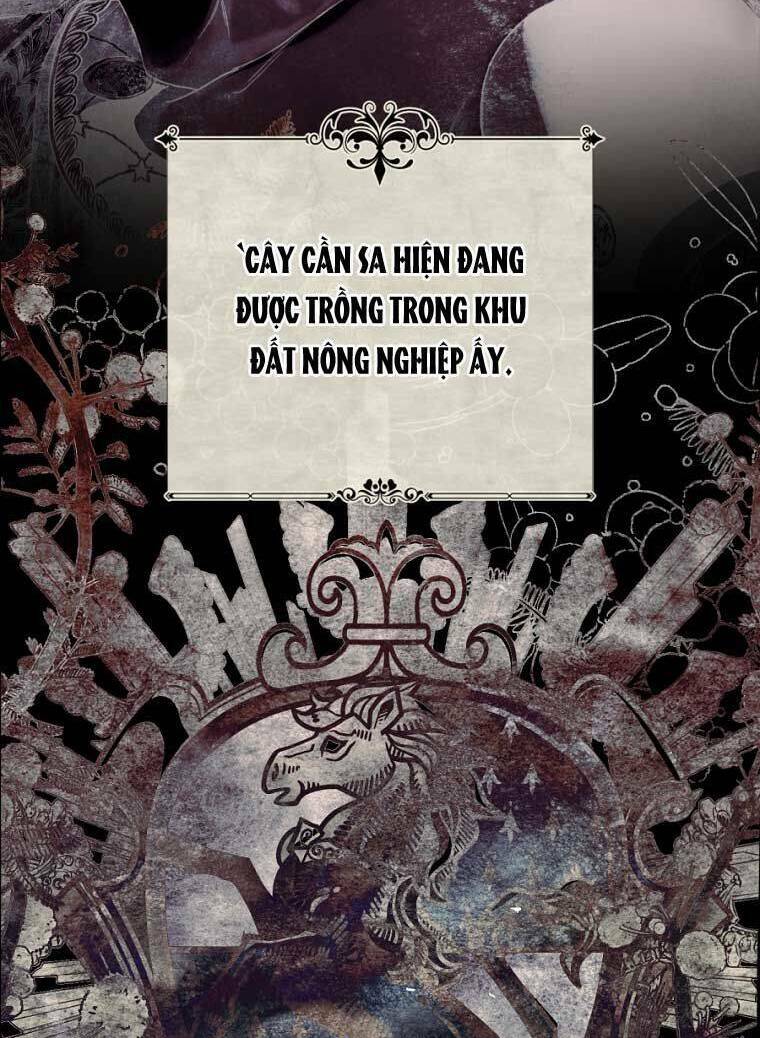 ‘CÂY CẦN SA HIỆN ĐANG
ĐƯỢC TRỒNG TRONG KHU
ĐẤT NÔNG NGHIỆP ẤY.